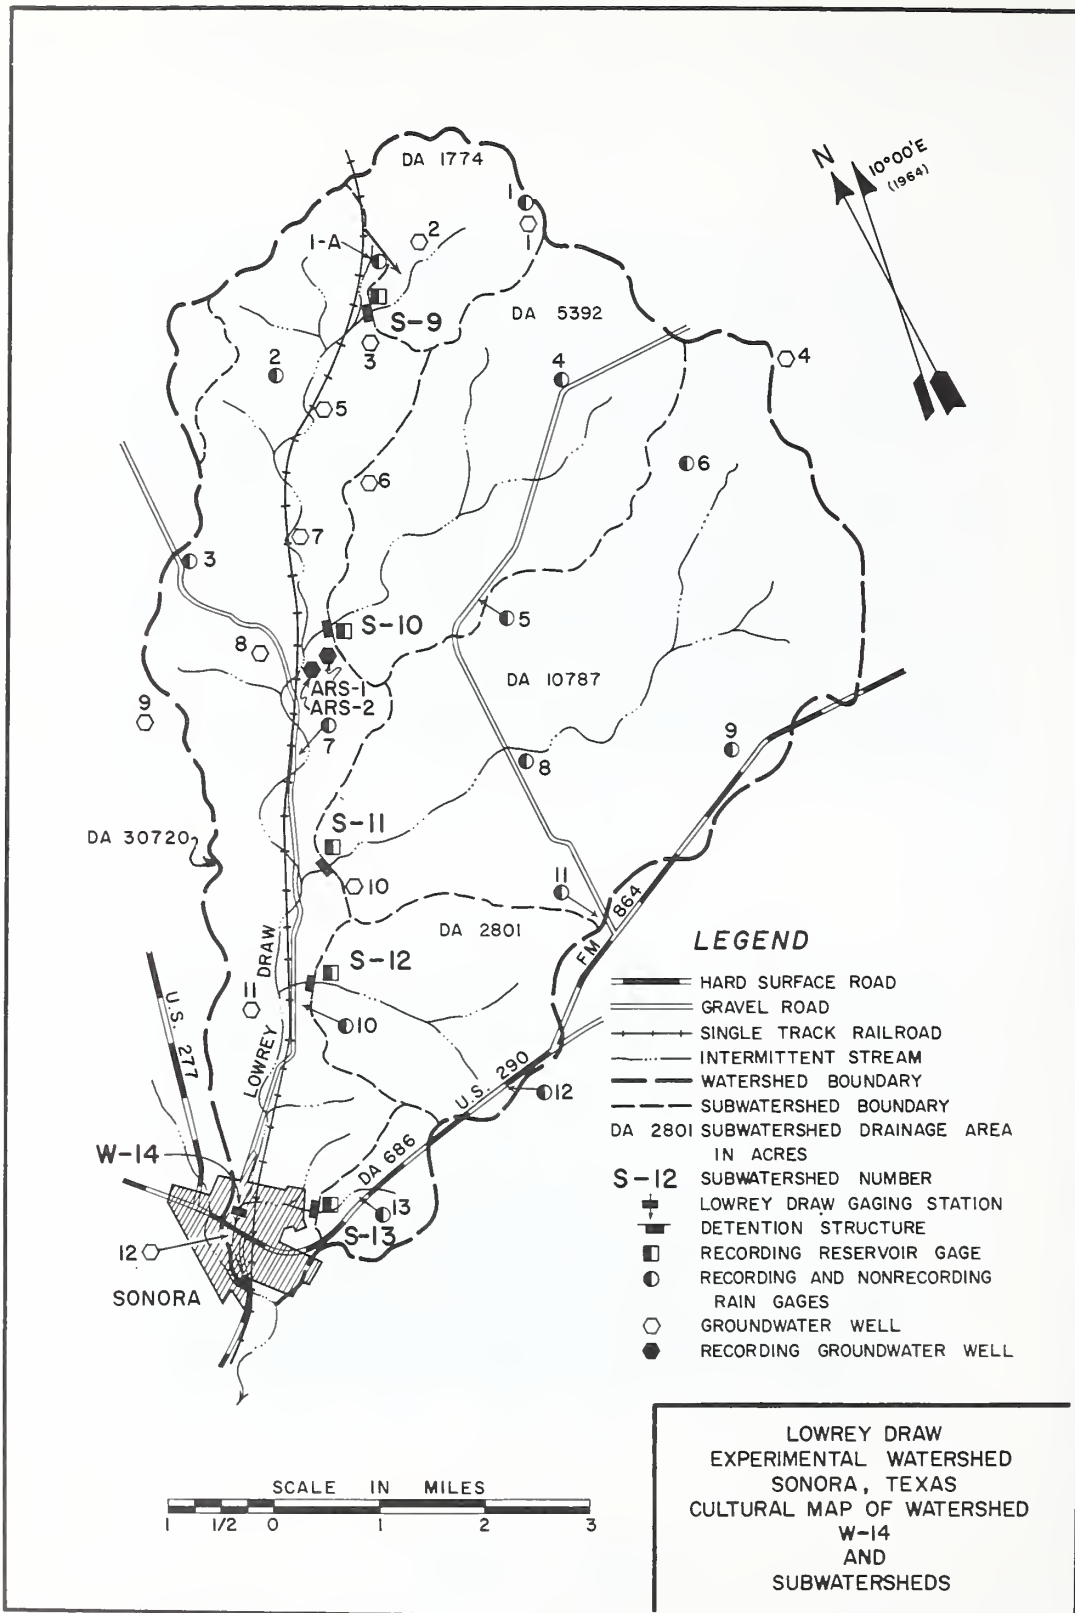 DA 1774
N
10°00'E
(1964)
1
1
2
1-A
S-9
DA 5392
3
2
4
4
5
6
6
7
3
S-10
5
8
ARS-1
ARS-2
DA 10787
9
7
9
8
S-11
DA 30720
10
11
FM 864
DA 2801
S-12
LOWREY DRAW
11
10
U.S. 277
U.S. 290
12
W-14
DA 686
13
S-13
12
SONORA
LEGEND
HARD SURFACE ROAD
GRAVEL ROAD
SINGLE TRACK RAILROAD
INTERMITTENT STREAM
WATERSHED BOUNDARY
SUBWATERSHED BOUNDARY
DA 2801 SUBWATERSHED DRAINAGE AREA
IN ACRES
S-12 SUBWATERSHED NUMBER
LOWREY DRAW GAGING STATION
DETENTION STRUCTURE
RECORDING RESERVOIR GAGE
RECORDING AND NONRECORDING
RAIN GAGES
GROUNDWATER WELL
RECORDING GROUNDWATER WELL
SCALE IN MILES
1 1/2 0 1 2 3
LOWREY DRAW
EXPERIMENTAL WATERSHED
SONORA, TEXAS
CULTURAL MAP OF WATERSHED
W-14
AND
SUBWATERSHEDS